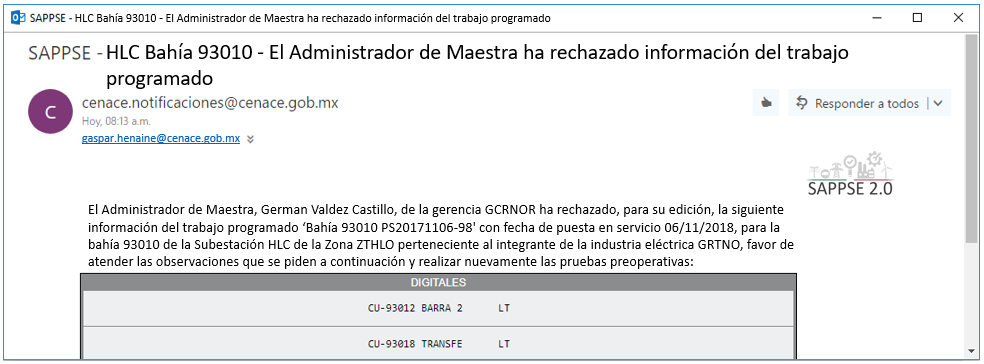 SAPPSE - HLC Bahía 93010 - El Administrador de Maestra ha rechazado información del trabajo programado
SAPPSE - HLC Bahía 93010 - El Administrador de Maestra ha rechazado información del trabajo
programado
C
cenace.notificaciones@cenace.gob.mx
Hoy, 08:13 a.m.
Responder a todos
gaspar.henaine@cenace.gob.mx
SAPPSE 2.0
El Administrador de Maestra, German Valdez Castillo, de la gerencia GCRNOR ha rechazado, para su edición, la siguiente
información del trabajo programado ‘Bahía 93010 PS20171106-98' con fecha de puesta en servicio 06/11/2018, para la
bahía 93010 de la Subestación HLC de la Zona ZTHLO perteneciente al integrante de la industria eléctrica GRTNO, favor de
atender las observaciones que se piden a continuación y realizar nuevamente las pruebas preoperativas:
DIGITALES
CU-93012 BARRA 2 LT
CU-93018 TRANSFE LT